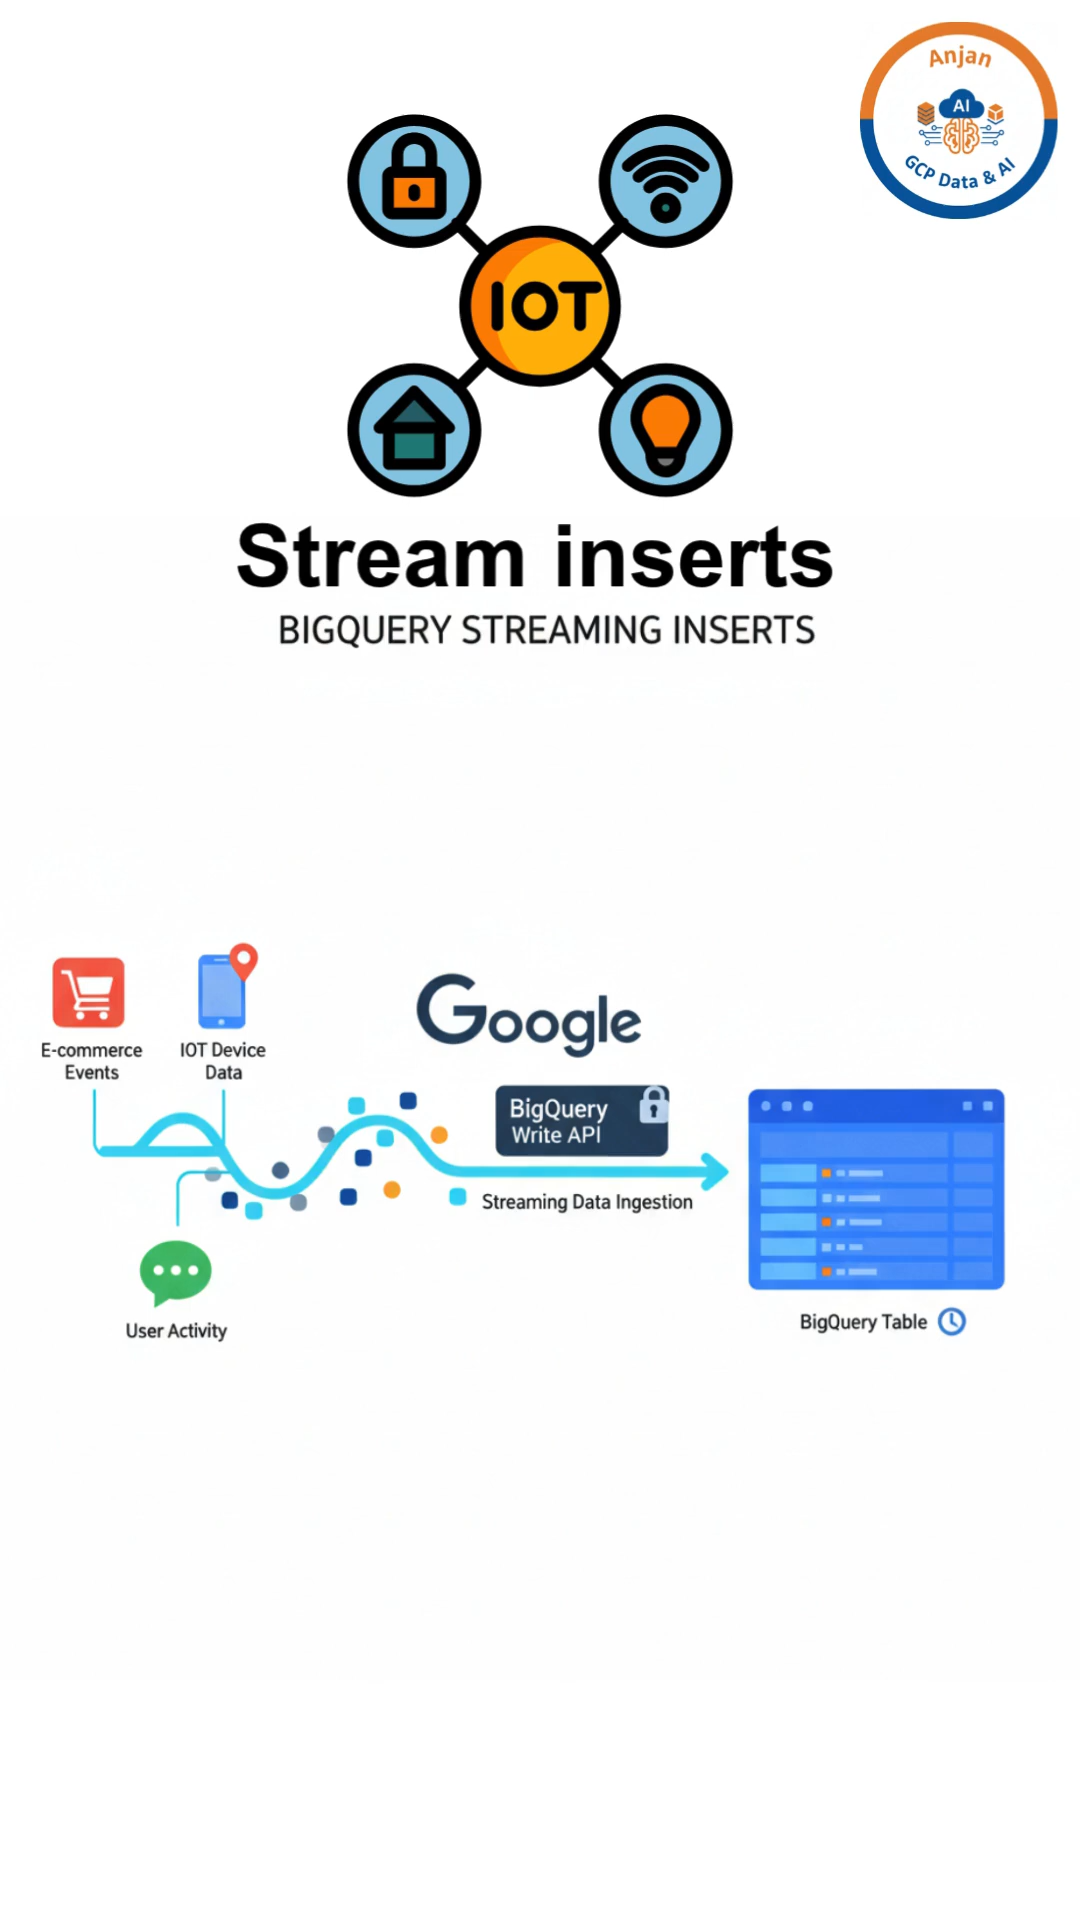 Anjan
AI
GCP Data & AI
IOT
Stream inserts
BIGQUERY STREAMING INSERTS
E-commerce
Events
IOT Device
Data
Google
BigQuery
Write API
Streaming Data Ingestion
User Activity
BigQuery Table